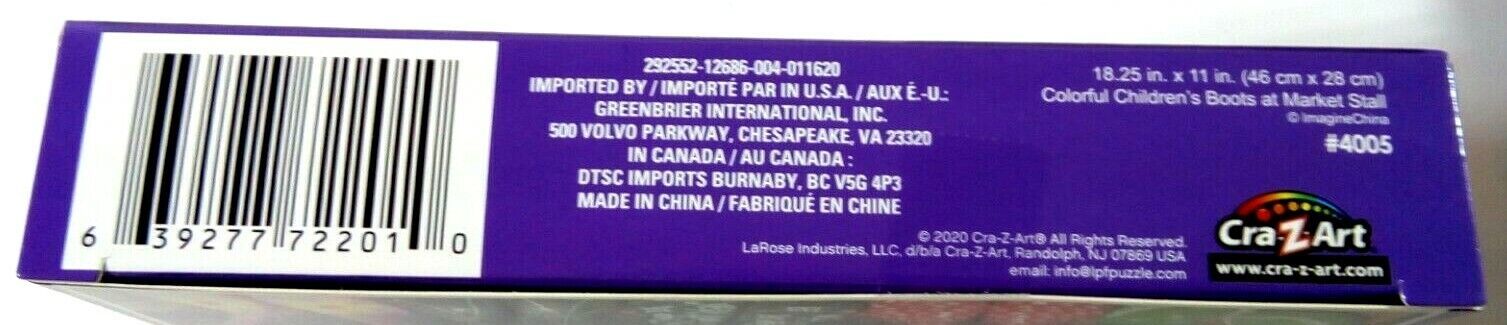 6 39277 72201 0
292552-12686-004-011620
IMPORTED BY / IMPORTÉ PAR IN U.S.A. / AUX É.-U.:
GREENBRIER INTERNATIONAL, INC.
500 VOLVO PARKWAY, CHESAPEAKE, VA 23320
IN CANADA / AU CANADA :
DTSC IMPORTS BURNABY, BC V5G 4P3
MADE IN CHINA / FABRIQUÉ EN CHINE
18.25 in. x 11 in. (46 cm x 28 cm)
Colorful Children's Boots at Market Stall
© ImagineChina
#4005
© 2020 Cra-Z-Art® All Rights Reserved.
LaRose Industries, LLC, d/b/a Cra-Z-Art, Randolph, NJ 07869 USA
email: info@lpfpuzzle.com
Cra-Z-Art
www.cra-z-art.com